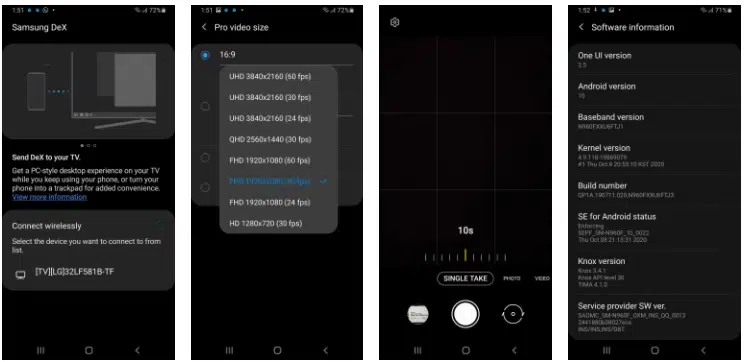 1:51
72%
Samsung DeX
Send DeX to your TV.
Get a PC-style desktop experience on your TV
while you keep using your phone, or turn your
phone into a trackpad for added convenience.
View more information
Connect wirelessly
Select the device you want to connect to from
list.
[TV][LG]32LF581B-TF
1:51
72%
Pro video size
16:9
UHD 3840x2160 (60 fps)
UHD 3840x2160 (30 fps)
UHD 3840x2160 (24 fps)
QHD 2560x1440 (30 fps)
FHD 1920x1080 (60 fps)
FHD 1920x1080 (30 fps)
FHD 1920x1080 (24 fps)
HD 1280x720 (30 fps)
10s
SINGLE TAKE
PHOTO
VIDEO
1:52
71%
Software information
One UI version
2.5
Android version
10
Baseband version
N960FXXU6FTJ1
Kernel version
4.9.118-19869079
#1 Thu Oct 8 20:55:10 KST 2020
Build number
QP1A.190711.020.N960FXXU6FTJ3
SE for Android status
Enforcing
SEPF_SM-N960F_10_0022
Thu Oct 08 21:13:31 2020
Knox version
Knox 3.4.1
Knox API level 30
TIMA 4.1.0
Service provider SW ver.
SAOMC_SM-N960F_OXM_INS_QQ_0013
INS/INS,INS/DBT